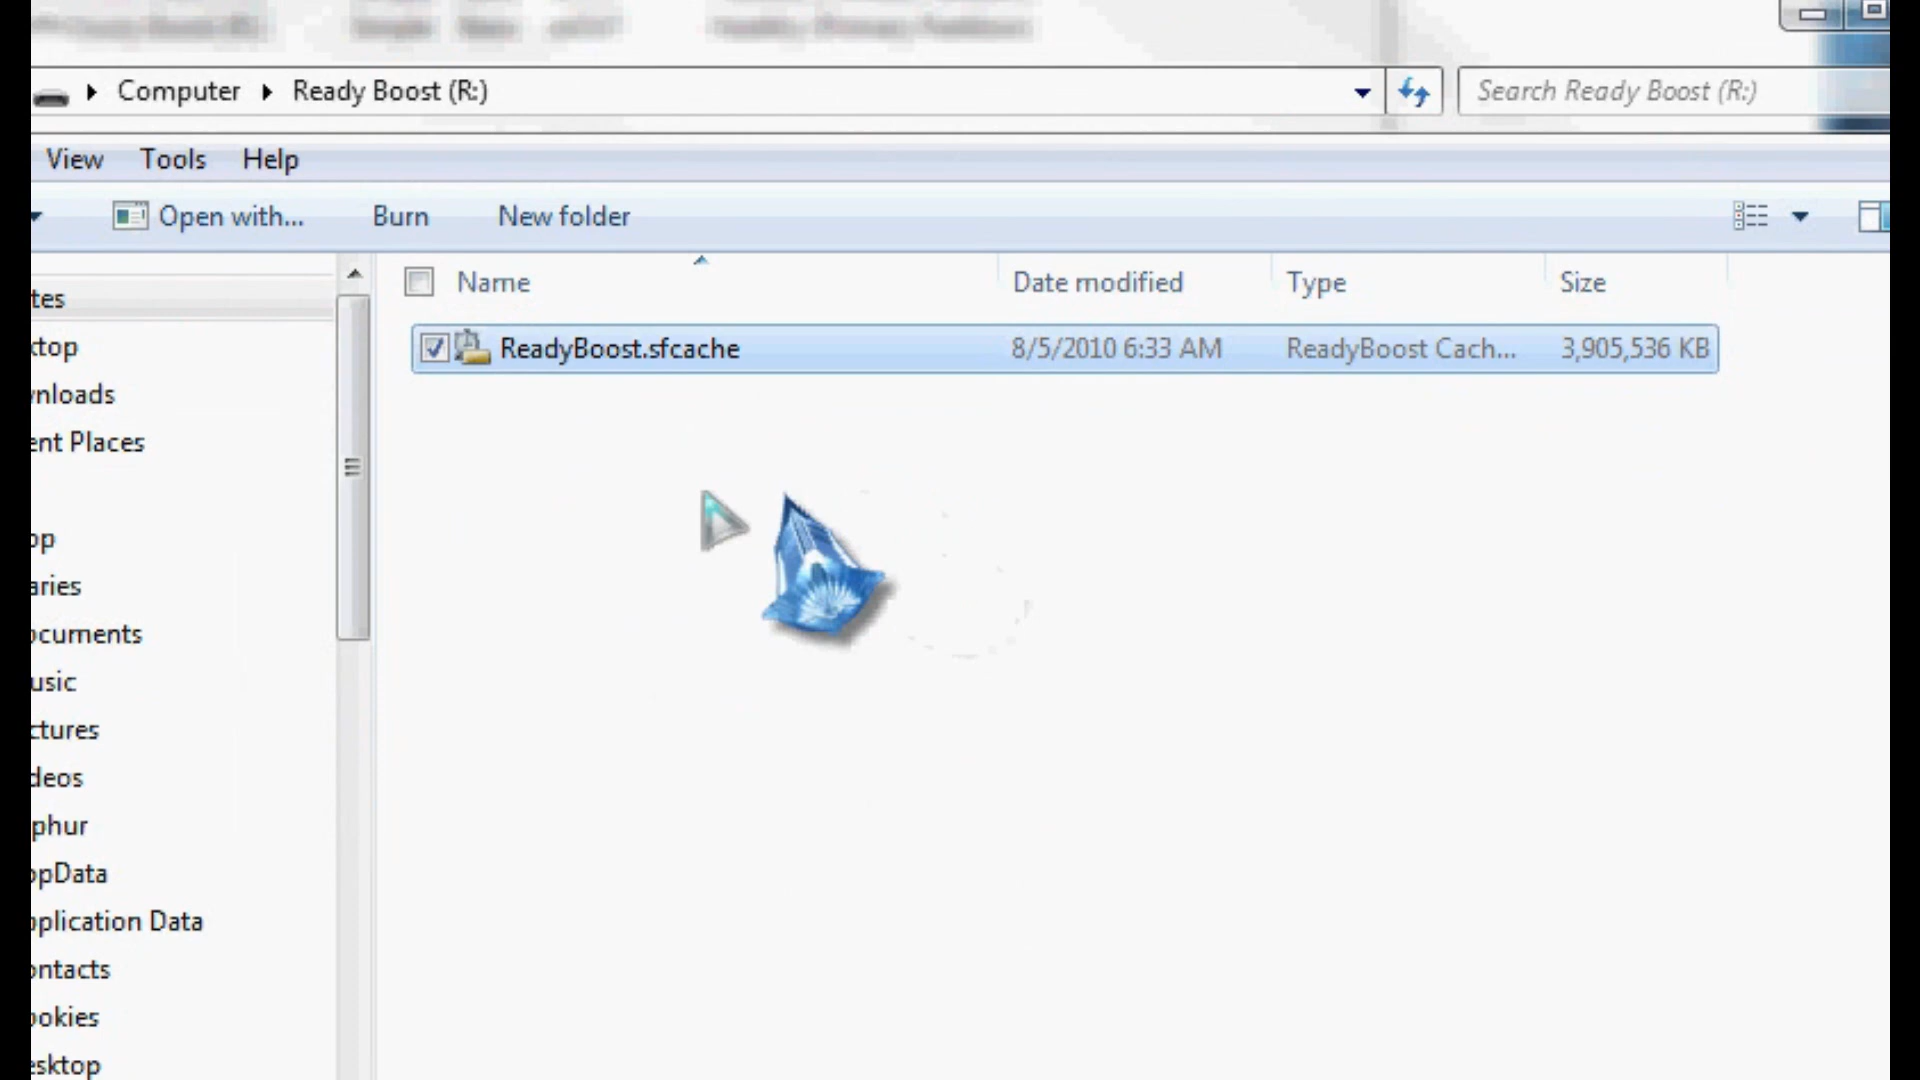 Computer Ready Boost (R:) Search Ready Boost (R:)
View Tools Help
Open with... Burn New folder
Name Date modified Type Size
ReadyBoost.sfcache 8/5/2010 6:33 AM ReadyBoost Cach... 3,905,536 KB
tes
ktop
nloads
ent Places
op
aries
ocuments
usic
ctures
deos
phur
opData
pplication Data
ontacts
ookies
esktop